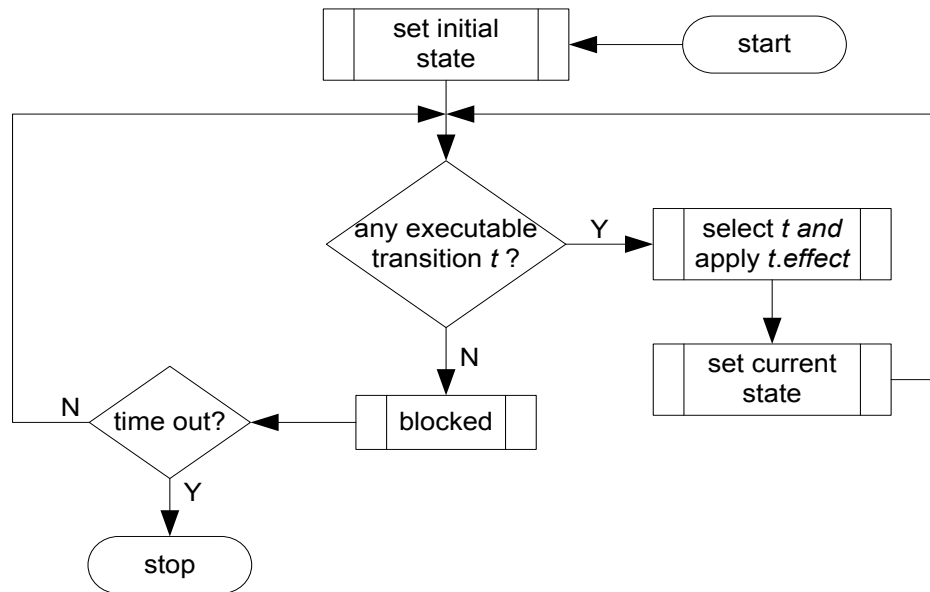 set initial
state
start
any executable
transition t ?
Y
select t and
apply t.effect
N
set current
state
N
time out?
blocked
Y
stop